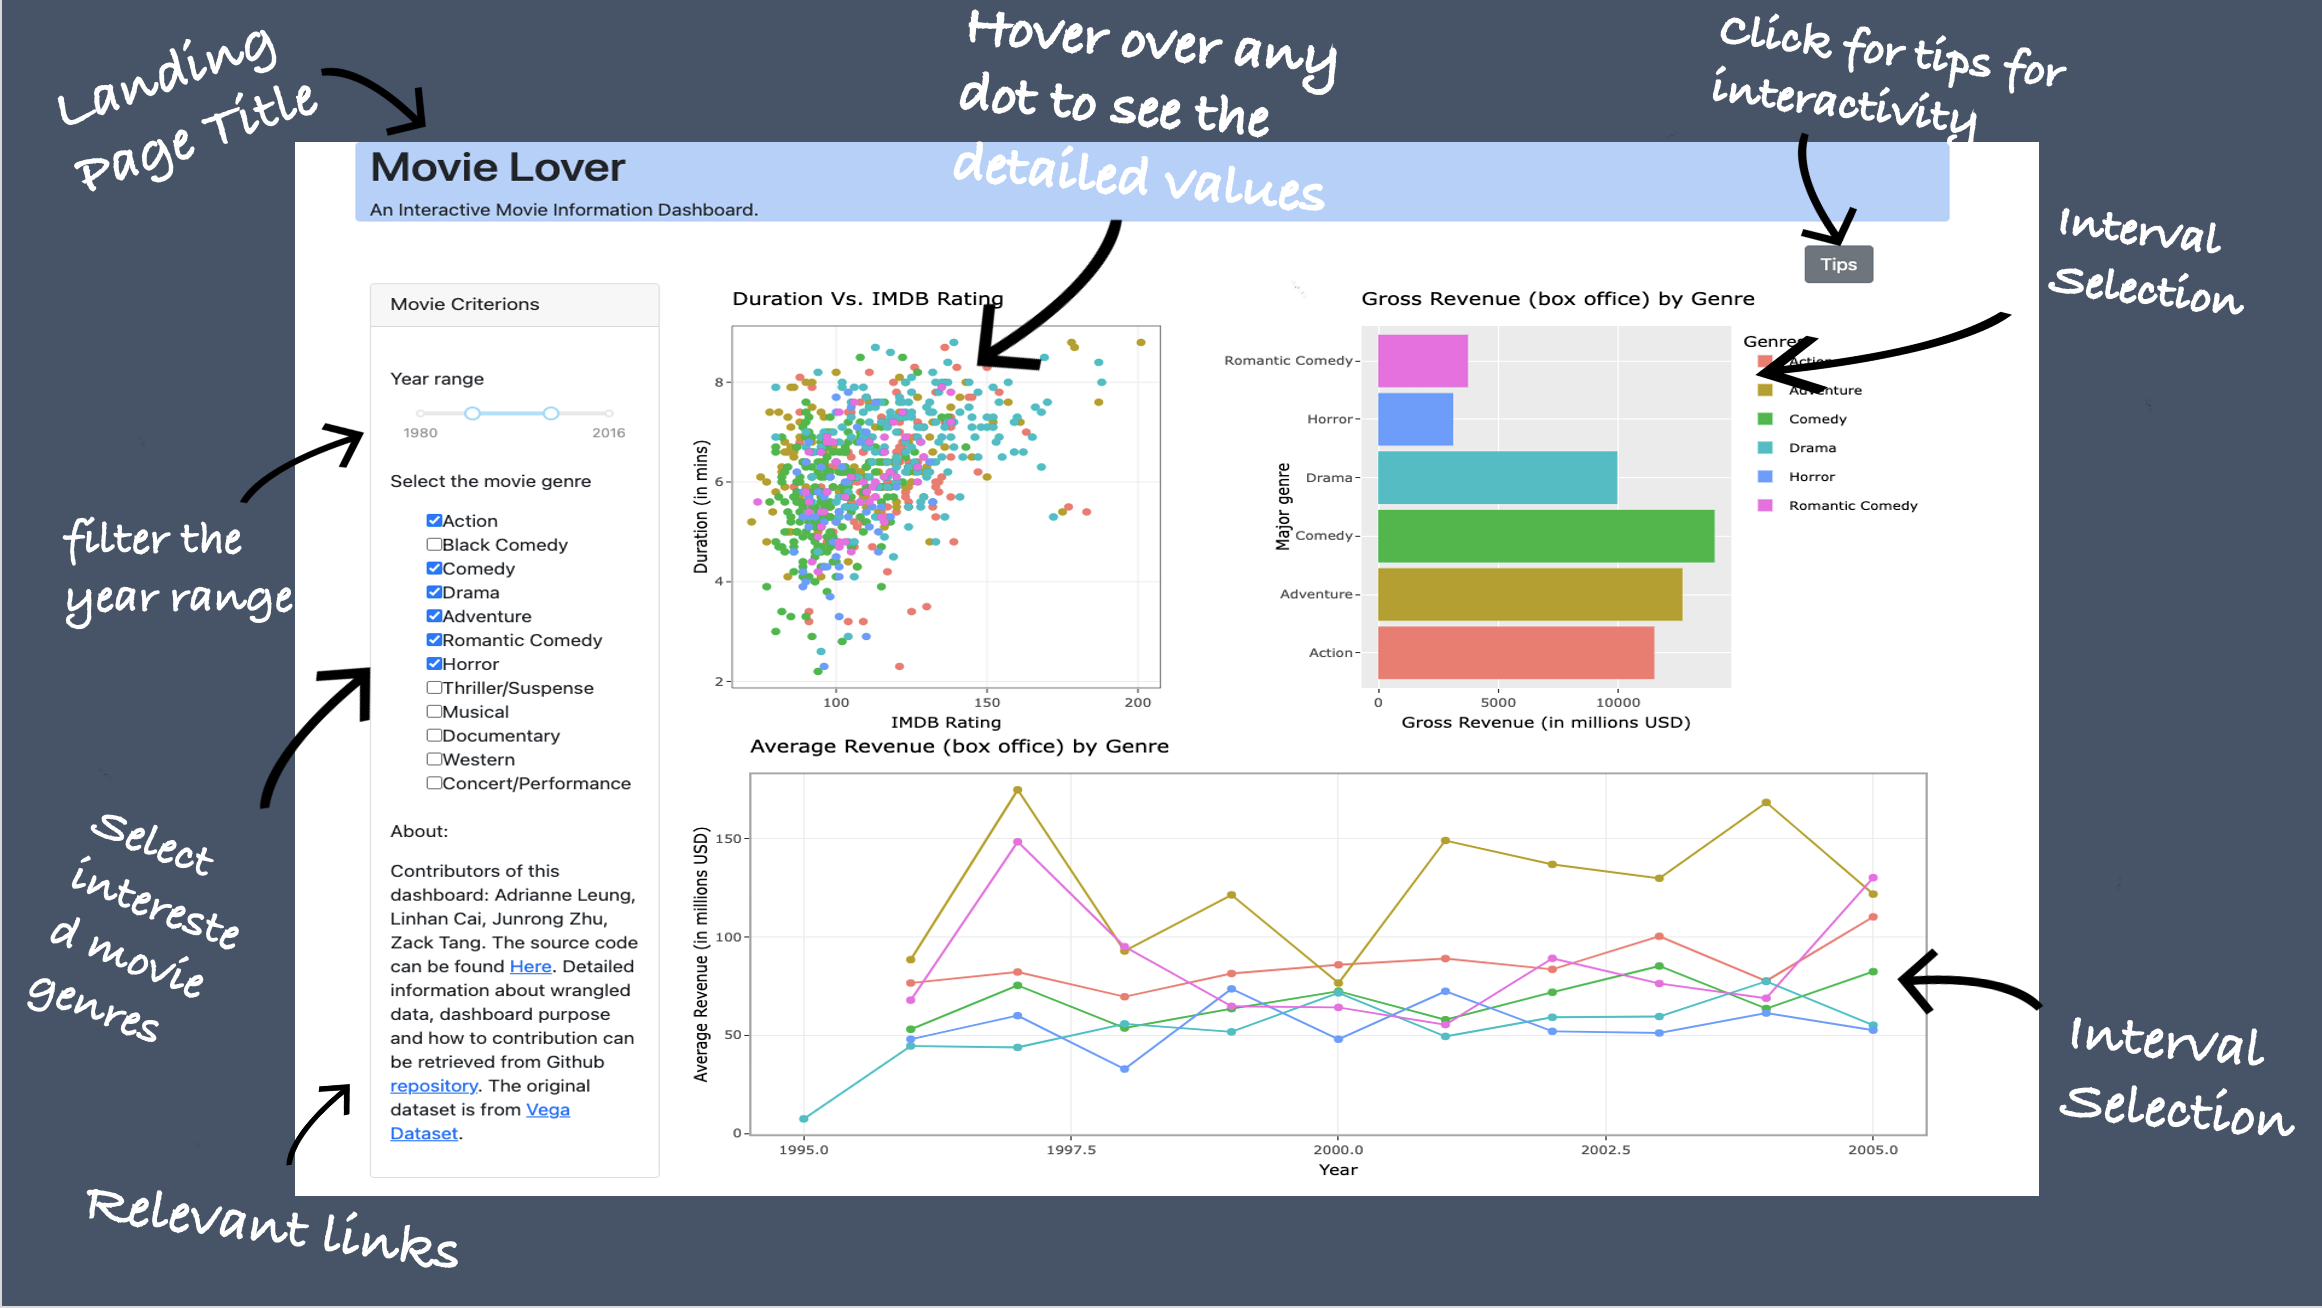 Landing
Page Title
Hover over any
dot to see the
detailed values
Click for tips for
interactivity
Movie Lover
An Interactive Movie Information Dashboard.
Tips
Interval
Selection
Movie Criterions
Year range
1980
2016
Select the movie genre
Action
Black Comedy
Comedy
Drama
Adventure
Romantic Comedy
Horror
Thriller/Suspense
Musical
Documentary
Western
Concert/Performance
About:
Contributors of this
dashboard: Adrianne Leung,
Linhan Cai, Junrong Zhu,
Zack Tang. The source code
can be found Here. Detailed
information about wrangled
data, dashboard purpose
and how to contribution can
be retrieved from Github
repository. The original
dataset is from Vega
Dataset.
filter the
year range
Select
intereste
d movie
genres
Relevant links
Duration Vs. IMDB Rating
Duration (in mins)
8
6
4
2
100
150
200
IMDB Rating
Gross Revenue (box office) by Genre
Major genre
Romantic Comedy
Horror
Drama
Comedy
Adventure
Action
0
5000
10000
Gross Revenue (in millions USD)
Genres
Action
Adventure
Comedy
Drama
Horror
Romantic Comedy
Average Revenue (box office) by Genre
Average Revenue (in millions USD)
150
100
50
0
1995.0
1997.5
2000.0
2002.5
2005.0
Year
Interval
Selection